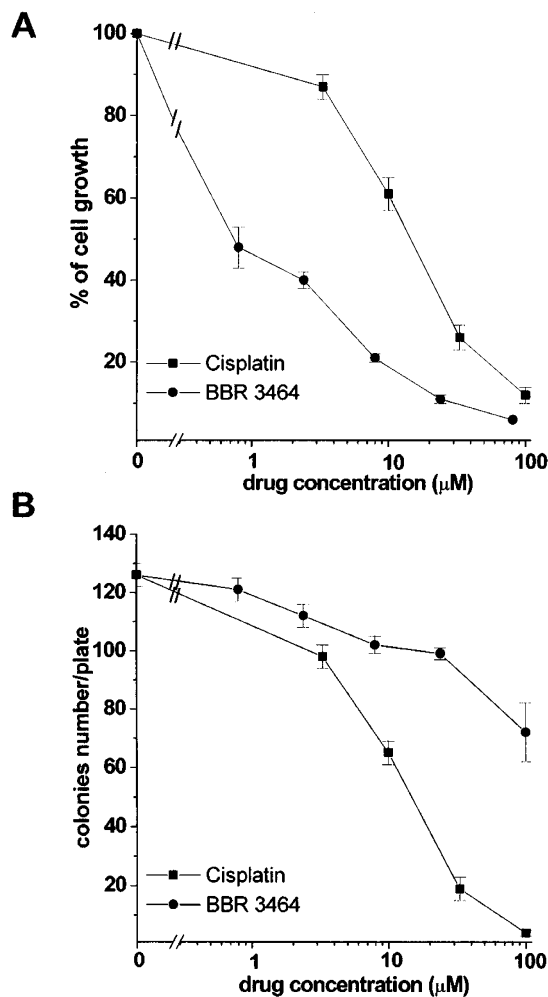 A
100
80
60
40
20
% of cell growth
Cisplatin
BBR 3464
0 1 10 100
drug concentration (μM)
B
140
120
100
80
60
40
20
colonies number/plate
Cisplatin
BBR 3464
0 1 10 100
drug concentration (μM)